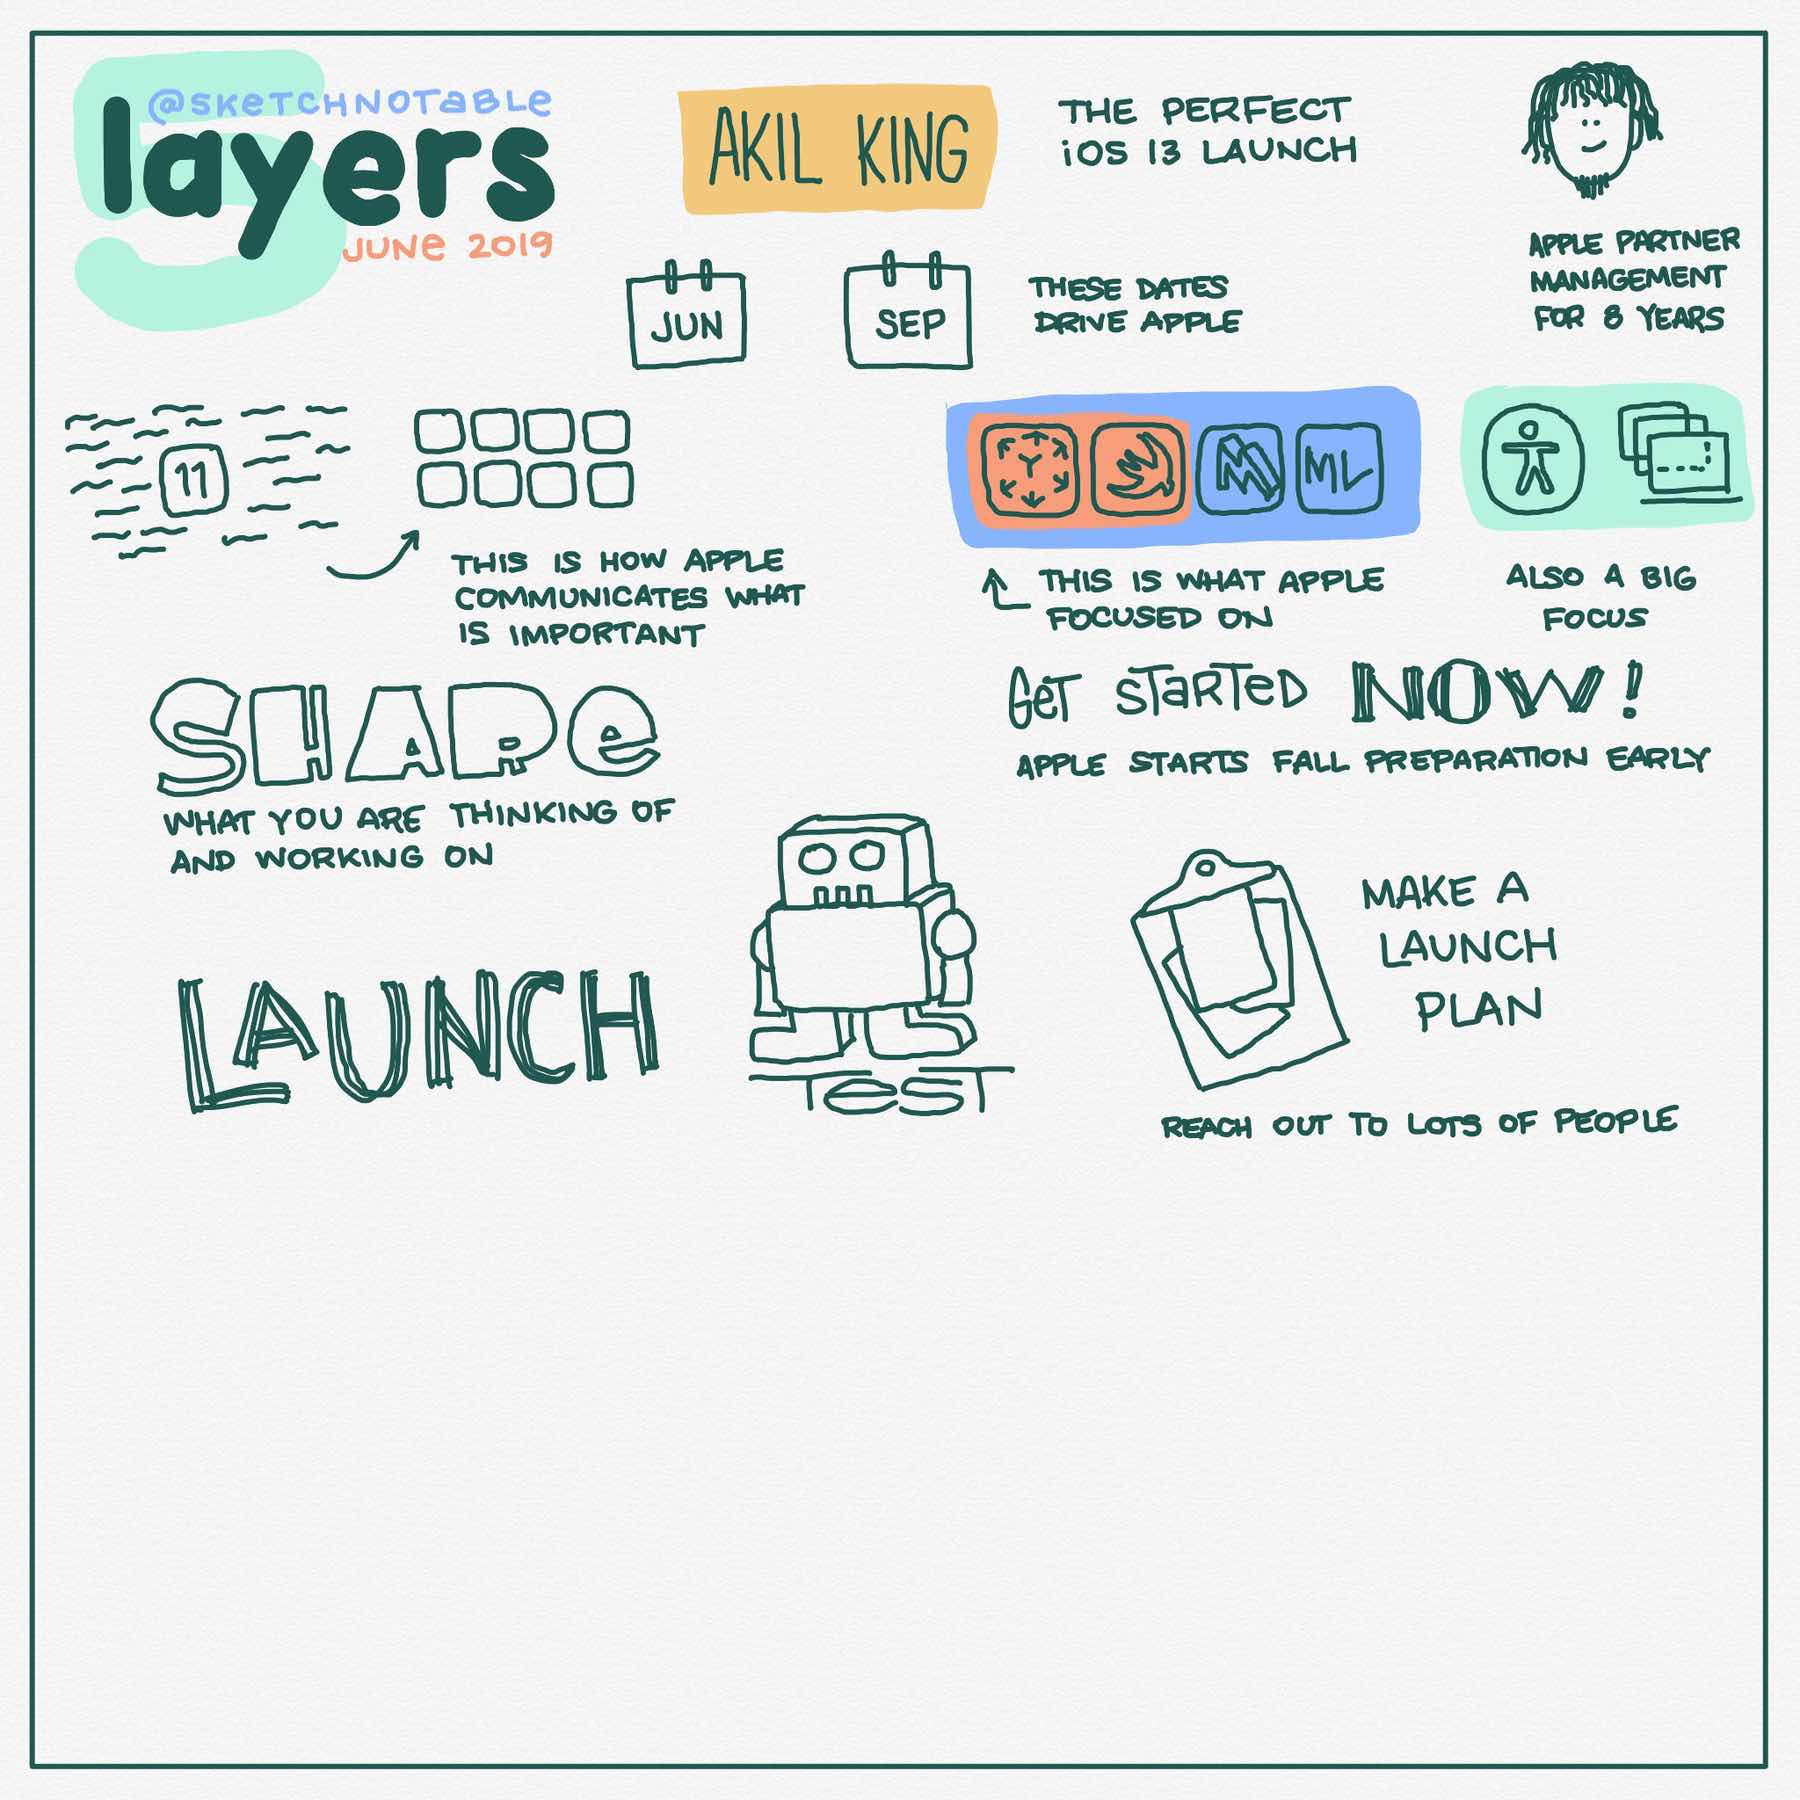 @sketchnotable
layers
June 2019
AKIL KING
THE PERFECT
iOS 13 LAUNCH
APPLE PARTNER
MANAGEMENT
FOR 8 YEARS
JUN
SEP
THESE DATES
DRIVE APPLE
11
THIS IS HOW APPLE
COMMUNICATES WHAT
IS IMPORTANT
ML
THIS IS WHAT APPLE
FOCUSED ON
ALSO A BIG
FOCUS
SHARe
WHAT YOU ARE THINKING OF
AND WORKING ON
GeT STaRTeD NOW!
APPLE STARTS FALL PREPARATION EARLY
LAUNCH
MAKE A
LAUNCH
PLAN
REACH OUT TO LOTS OF PEOPLE